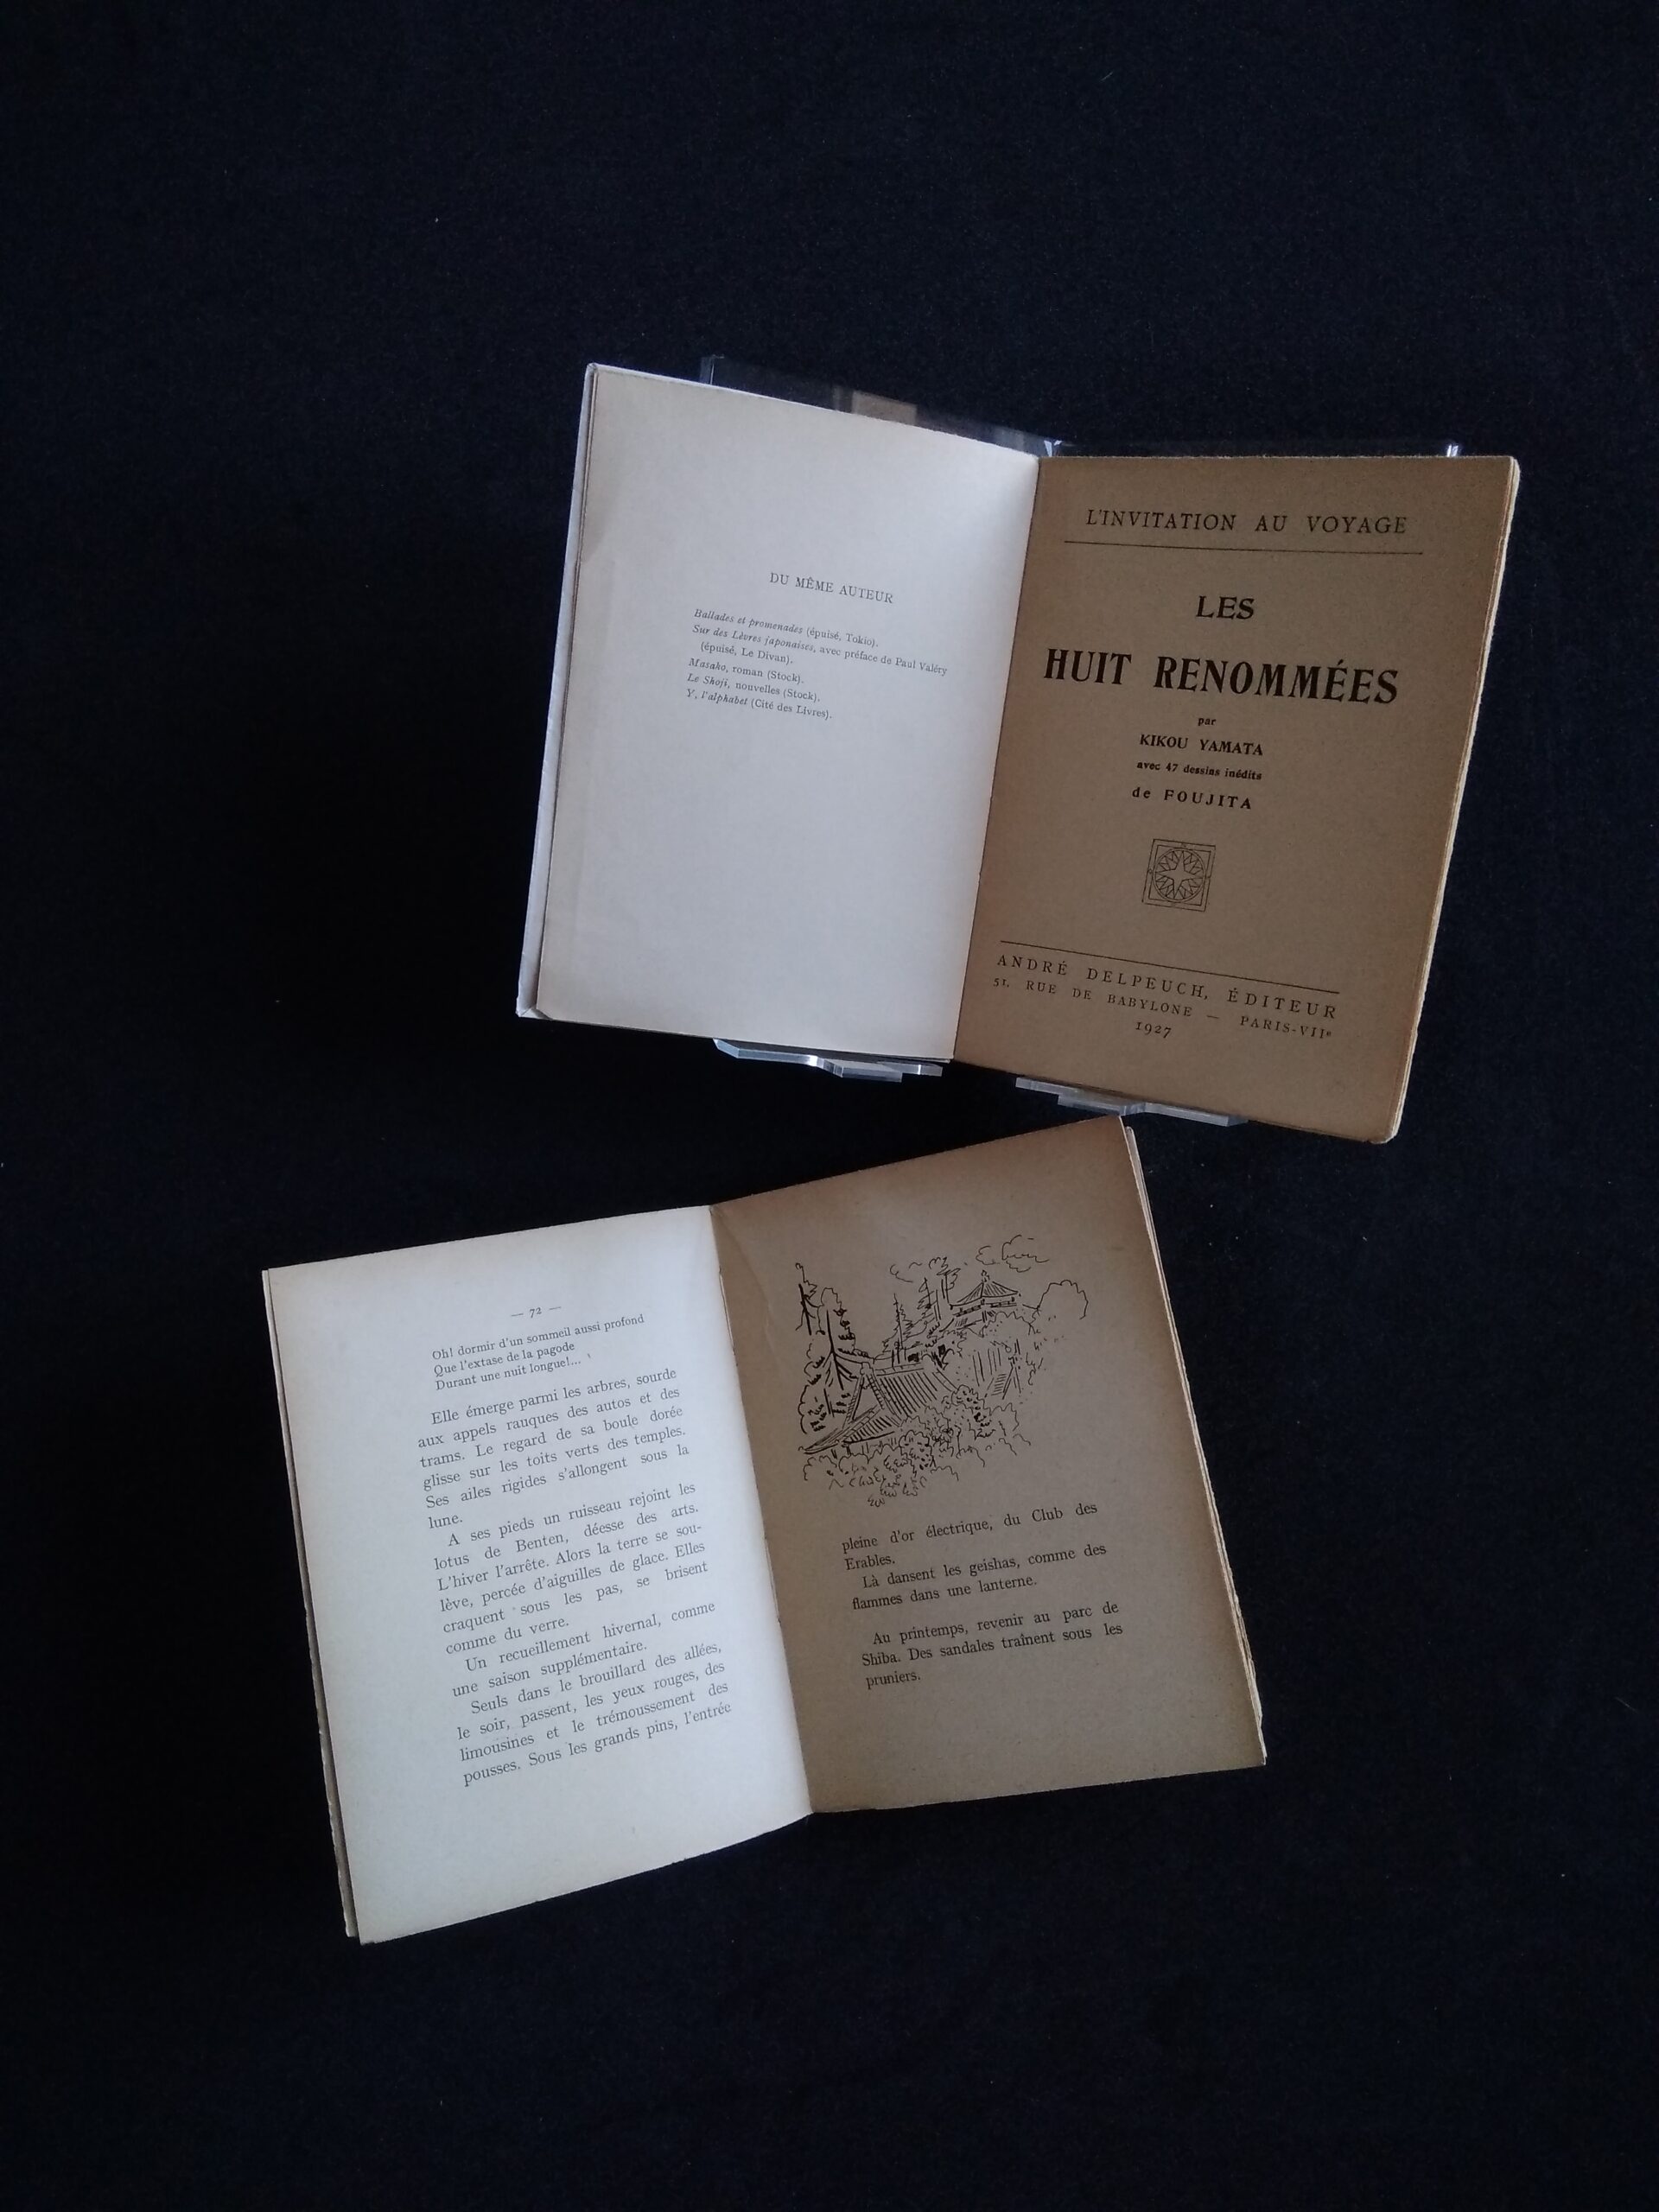 DU MÊME AUTEUR
Ballades et promenades (épuisé, Tokio).
Sur des Lèvres japonaises, avec préface de Paul Valéry
(épuisé, Le Divan).
Masako, roman (Stock).
Le Shoji, nouvelles (Stock).
Y, l'alphabet (Cité des Livres).
L'INVITATION AU VOYAGE
LES
HUIT RENOMMÉES
par
KIKOU YAMATA
avec 47 dessins inédits
de FOUJITA
ANDRÉ DELPEUCH, ÉDITEUR
51, RUE DE BABYLONE — PARIS-VIIe
1927
— 72 —
Oh! dormir d'un sommeil aussi profond
Que l'extase de la pagode
Durant une nuit longue!...
Elle émerge parmi les arbres, sourde
aux appels rauques des autos et des
trams. Le regard de sa boule dorée
glisse sur les toits verts des temples.
Ses ailes rigides s'allongent sous la
lune.
A ses pieds un ruisseau rejoint les
lotus de Benten, déesse des arts.
L'hiver l'arrête. Alors la terre se sou-
lève, percée d'aiguilles de glace. Elles
craquent sous les pas, se brisent
comme du verre.
Un recueillement hivernal, comme
une saison supplémentaire.
Seuls dans le brouillard des allées,
le soir, passent, les yeux rouges, des
limousines et le trémoussement des
pousses. Sous les grands pins, l'entrée
pleine d'or électrique, du Club des
Erables.
Là dansent les geishas, comme des
flammes dans une lanterne.
Au printemps, revenir au parc de
Shiba. Des sandales traînent sous les
pruniers.